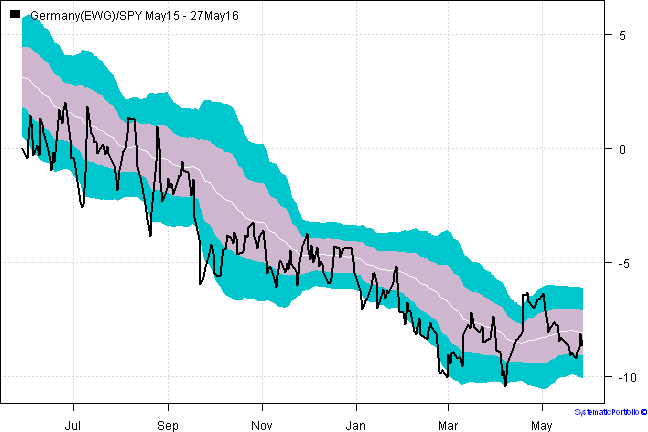 Germany(EWG)/SPY May15 - 27May16
5
0
-5
-10
Jul Sep Nov Jan Mar May
SystematicPortfolio ©